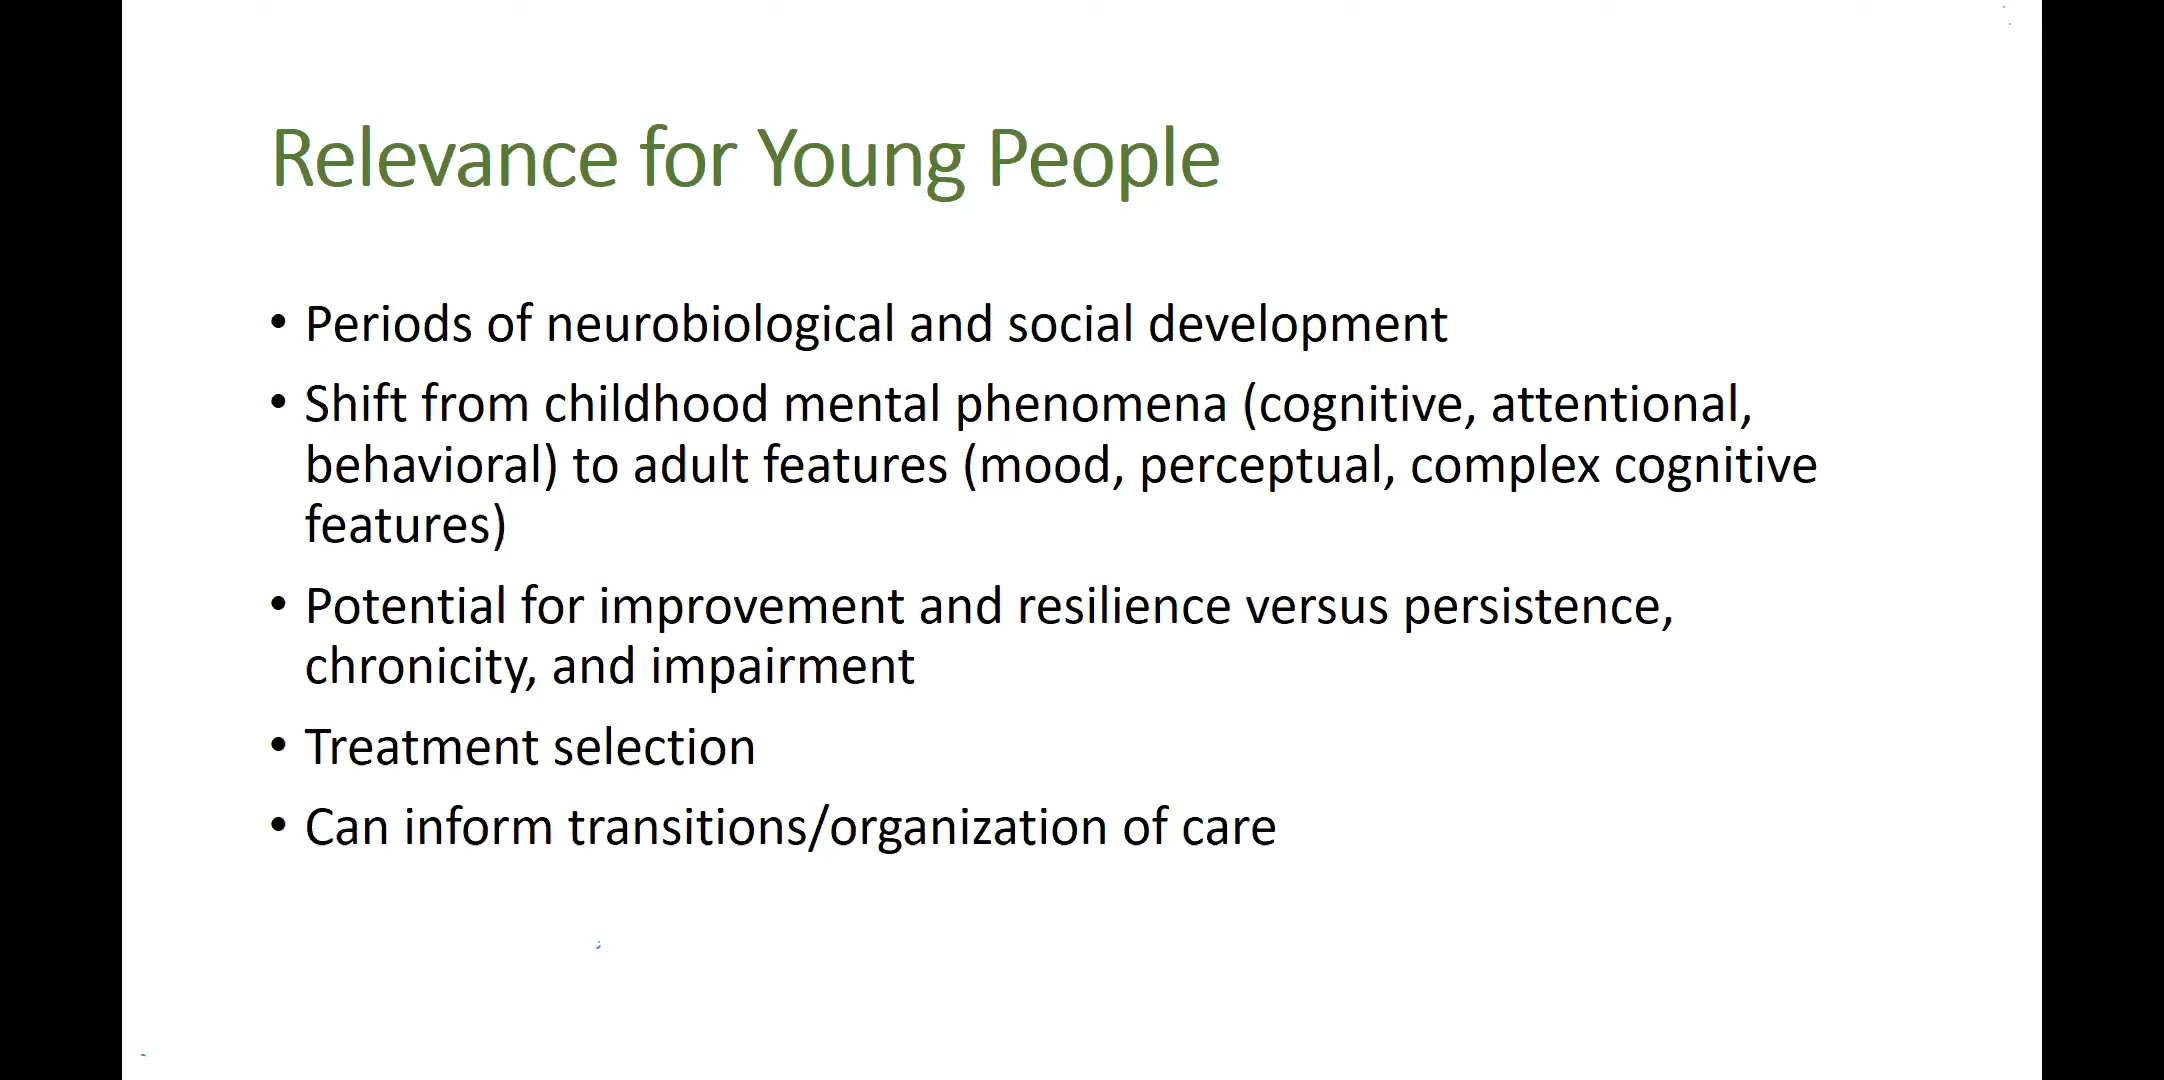 Relevance for Young People
• Periods of neurobiological and social development
• Shift from childhood mental phenomena (cognitive, attentional,
behavioral) to adult features (mood, perceptual, complex cognitive
features)
• Potential for improvement and resilience versus persistence,
chronicity, and impairment
• Treatment selection
• Can inform transitions/organization of care